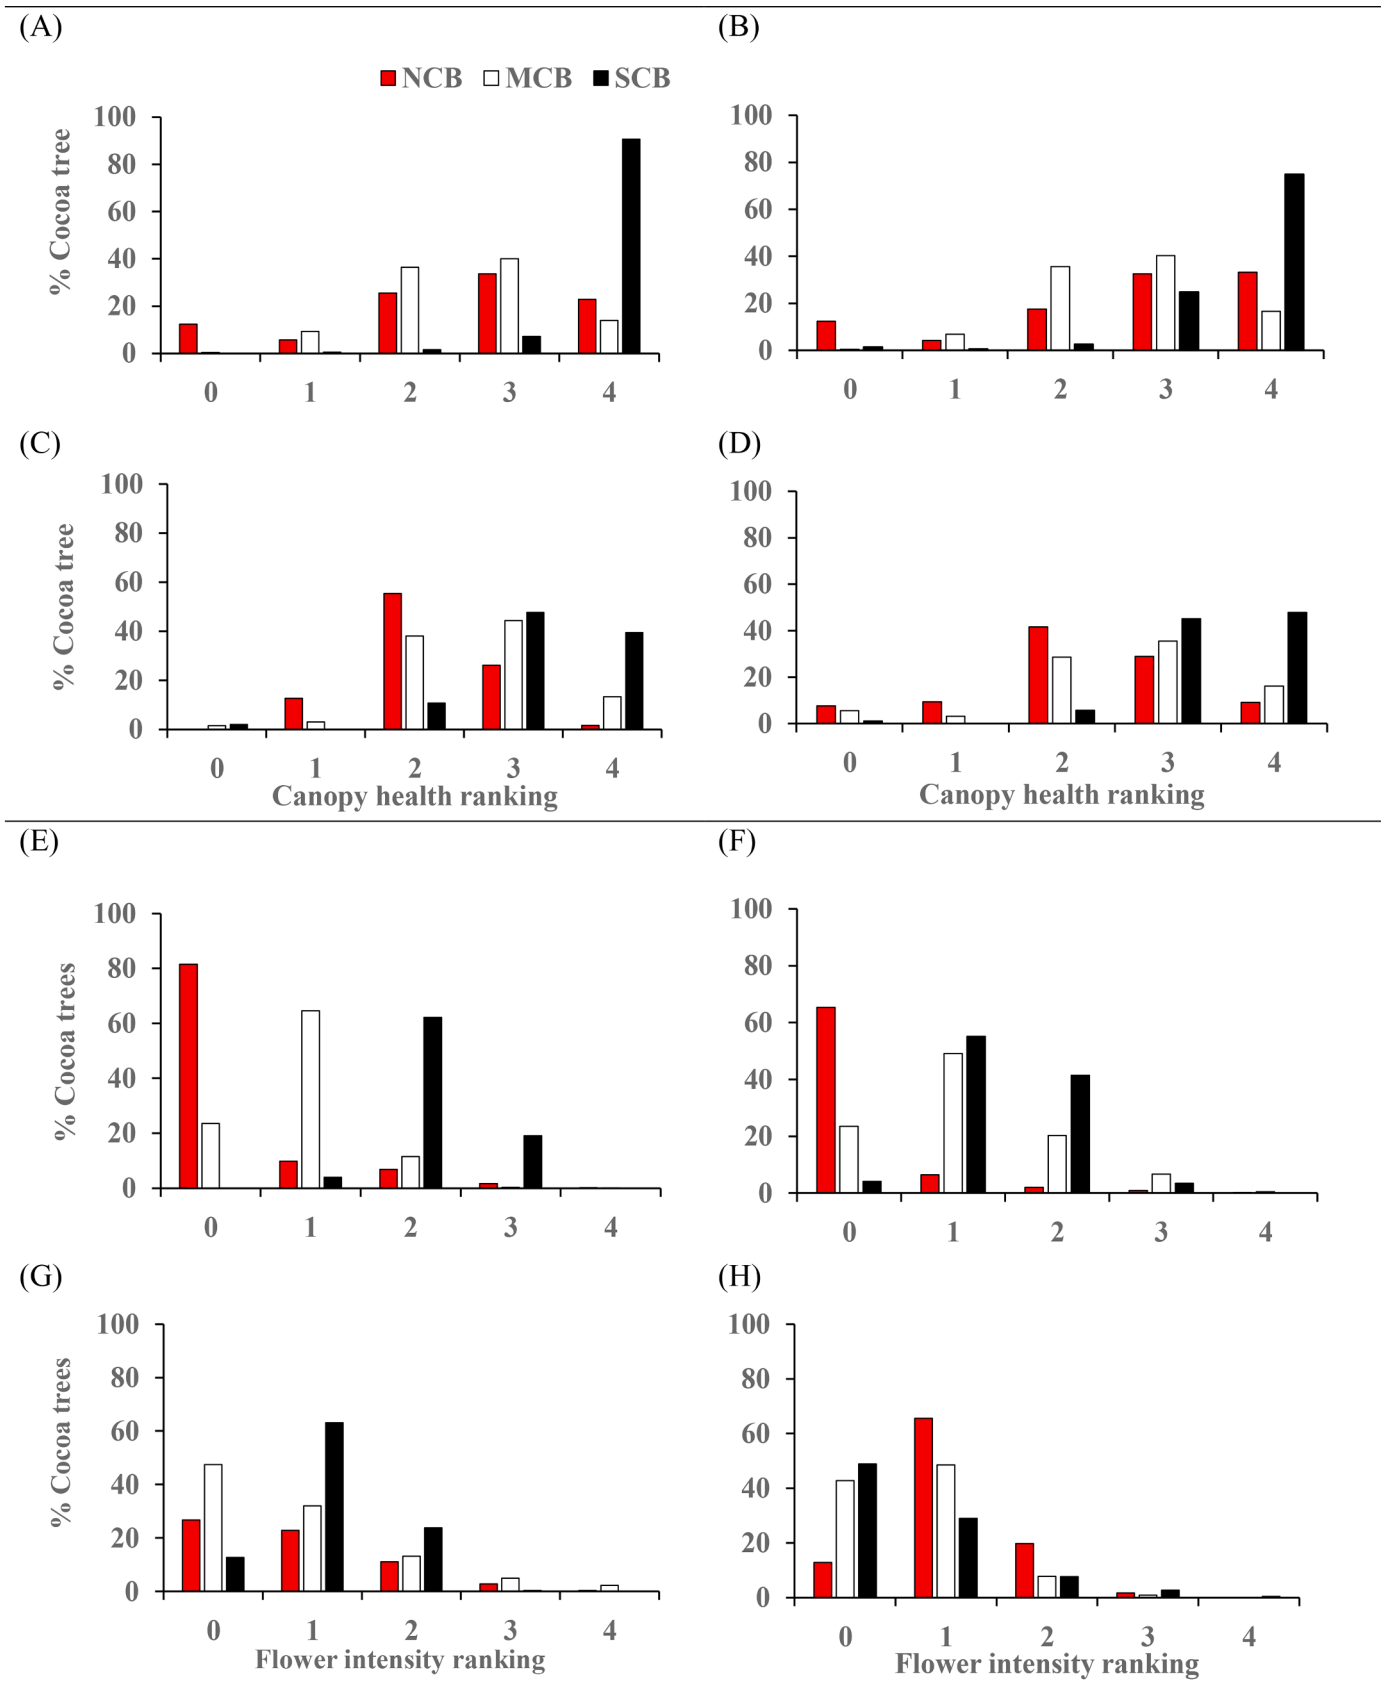 (A)
(B)
NCB MCB SCB
% Cocoa tree
100
80
60
40
20
0
0 1 2 3 4
100
80
60
40
20
0
0 1 2 3 4
(C)
(D)
% Cocoa tree
100
80
60
40
20
0
0 1 2 3 4
Canopy health ranking
100
80
60
40
20
0
0 1 2 3 4
Canopy health ranking
(E)
(F)
% Cocoa trees
100
80
60
40
20
0
0 1 2 3 4
100
80
60
40
20
0
0 1 2 3 4
(G)
(H)
% Cocoa trees
100
80
60
40
20
0
0 1 2 3 4
Flower intensity ranking
100
80
60
40
20
0
0 1 2 3 4
Flower intensity ranking